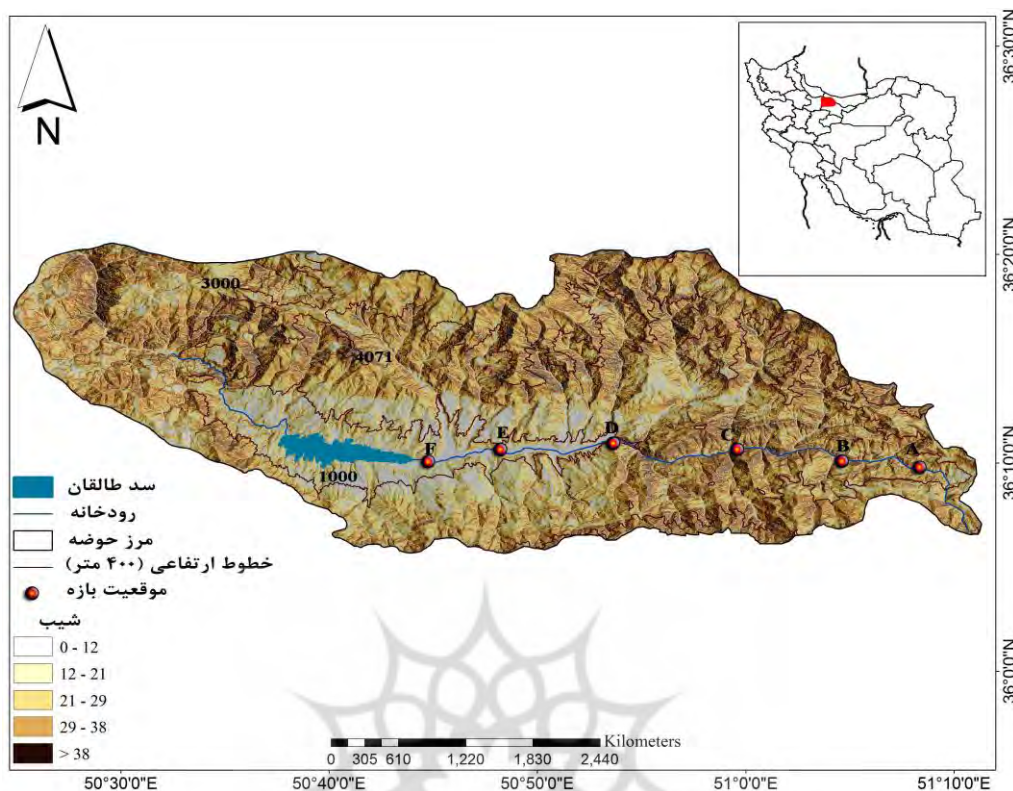 N
3000
4071
1000
A
B
C
D
E
F
سد طالقان
رودخانه
مرز حوضه
خطوط ارتفاعی (۴۰۰ متر)
موقعیت بازه
شیب
0 - 12
12 - 21
21 - 29
29 - 38
> 38
Kilometers
0 305 610 1,220 1,830 2,440
50°30'0"E 50°40'0"E 50°50'0"E 51°0'0"E 51°10'0"E
36°30'0"N
36°20'0"N
36°10'0"N
36°0'0"N